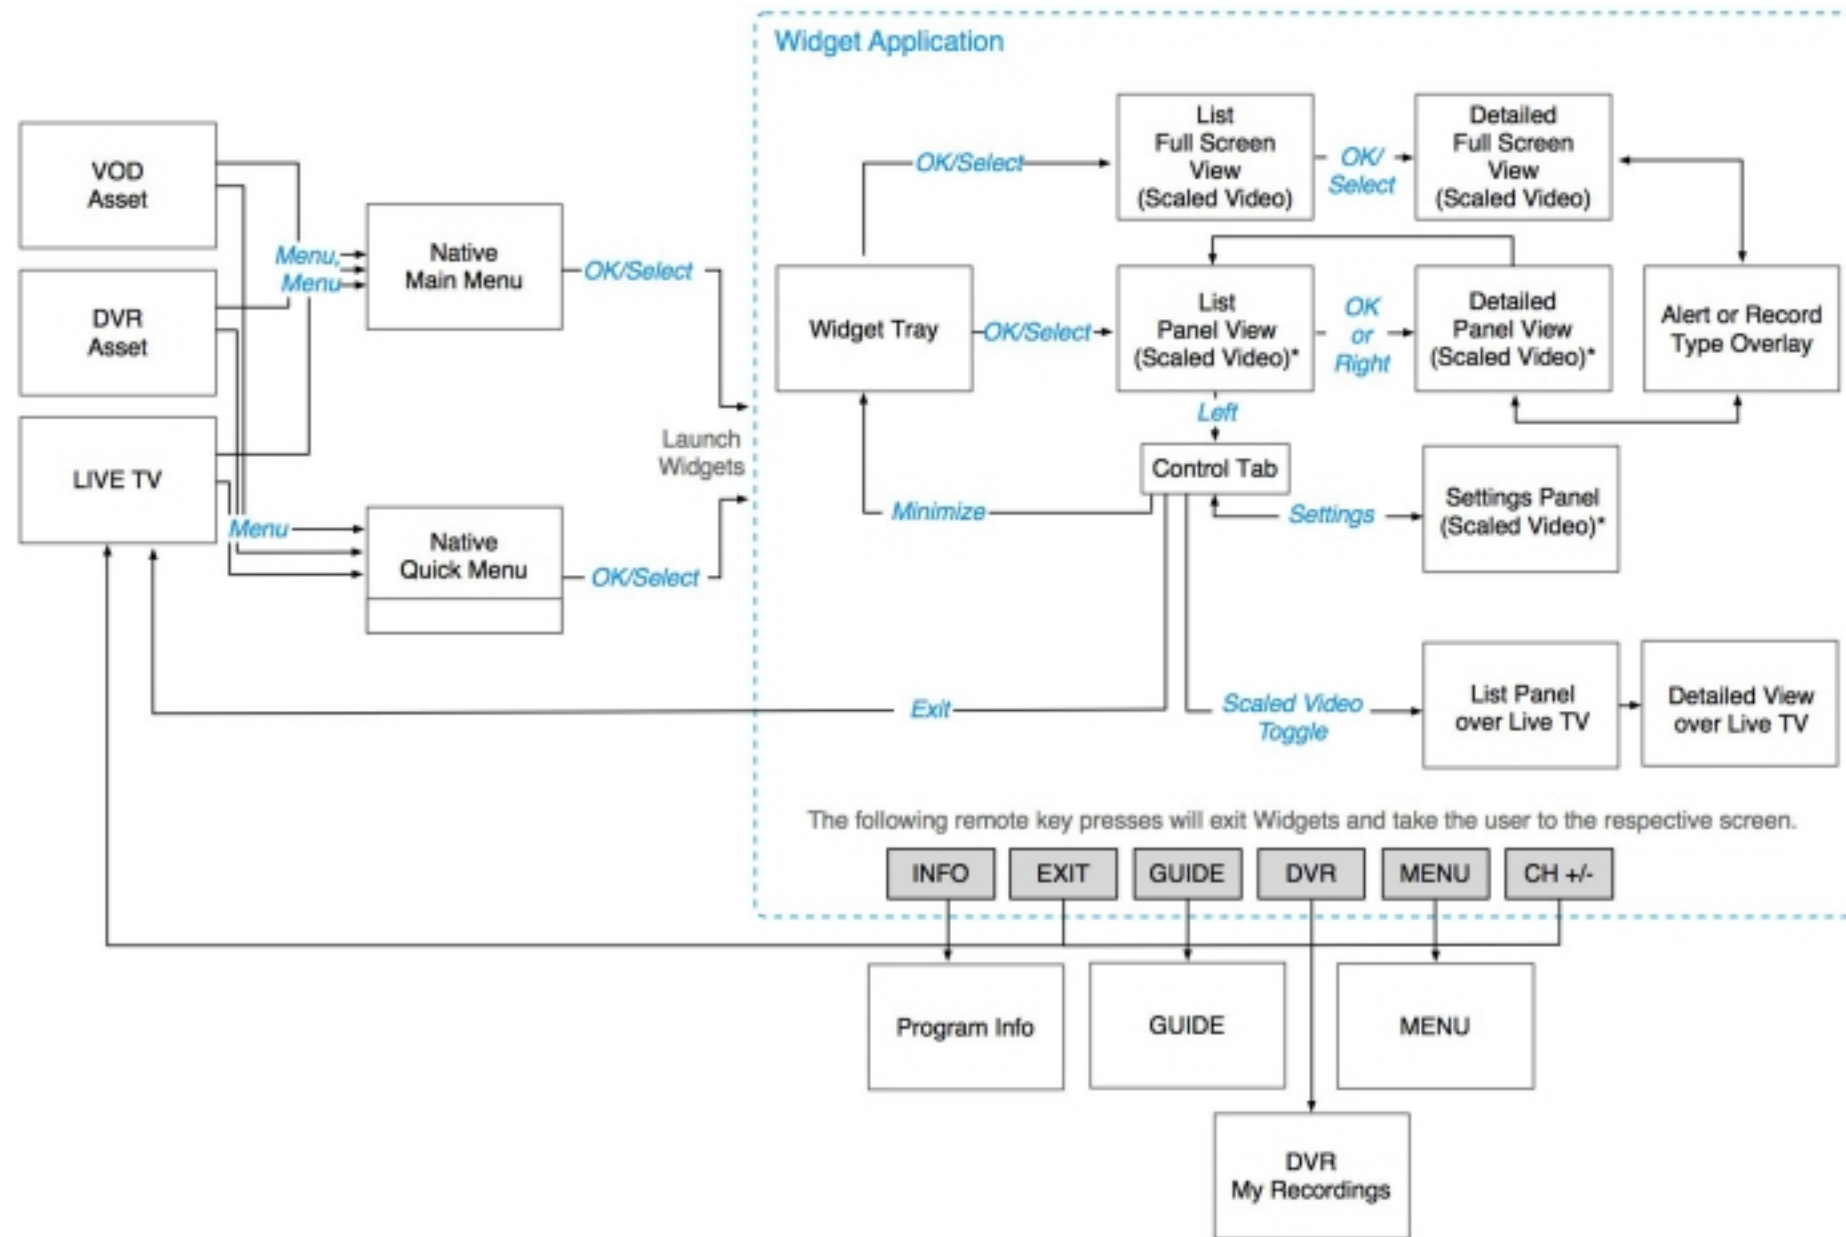 Widget Application
VOD
Asset
DVR
Asset
LIVE TV
Menu,
Menu
Native
Main Menu
OK/Select
Menu
Native
Quick Menu
OK/Select
Launch
Widgets
OK/Select
List
Full Screen
View
(Scaled Video)
OK/
Select
Detailed
Full Screen
View
(Scaled Video)
Widget Tray
OK/Select
List
Panel View
(Scaled Video)*
OK
or
Right
Detailed
Panel View
(Scaled Video)*
Alert or Record
Type Overlay
Left
Control Tab
Minimize
Settings
Settings Panel
(Scaled Video)*
Exit
Scaled Video
Toggle
List Panel
over Live TV
Detailed View
over Live TV
The following remote key presses will exit Widgets and take the user to the respective screen.
INFO
EXIT
GUIDE
DVR
MENU
CH +/-
Program Info
GUIDE
MENU
DVR
My Recordings